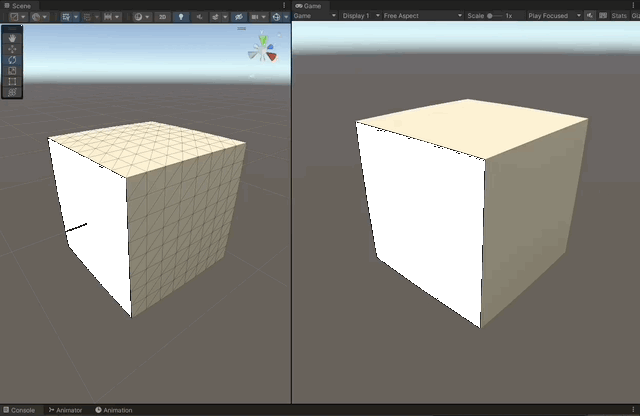 Scene
Game
2D
Game
Display 1
Free Aspect
Scale
1x
Play Focused
Stats
Console
Animator
Animation